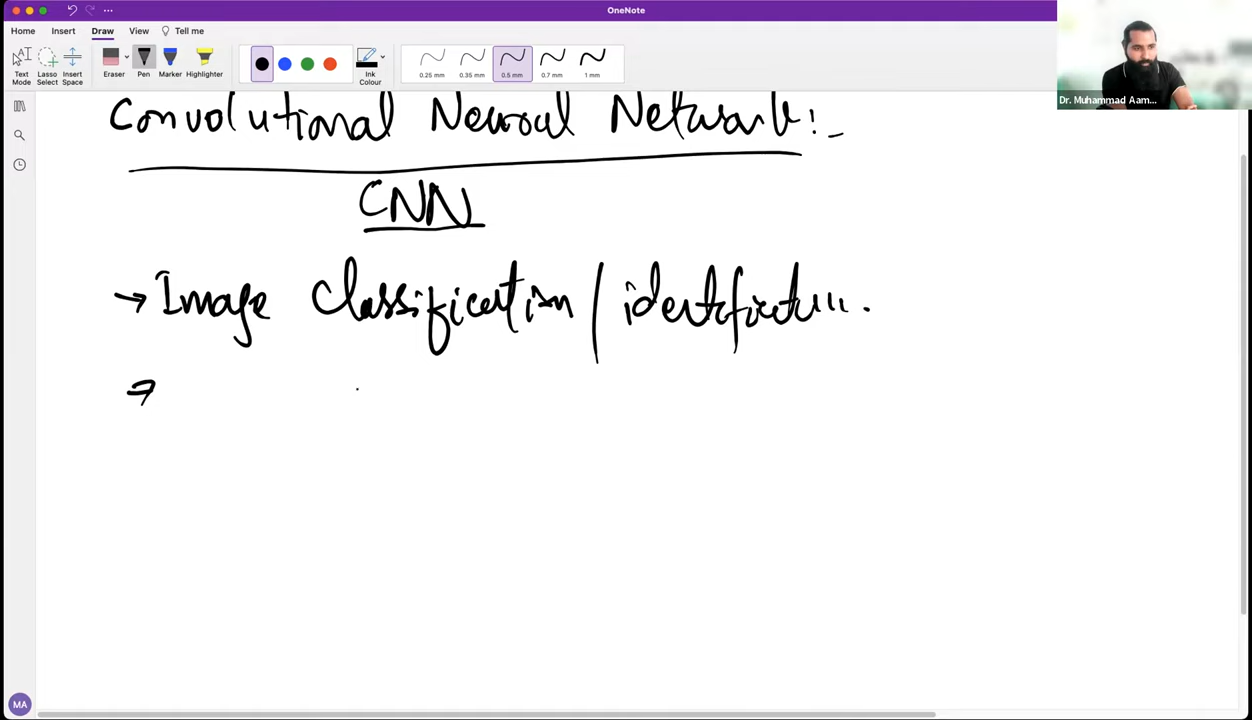 OneNote
Home Insert Draw View Tell me
Text Mode Lasso Select Insert Space Eraser Pen Marker Highlighter 0.25 mm 0.35 mm 0.5 mm 0.7 mm 1 mm Ink Colour
Dr. Muhammad Aam...
Convolutional Neural Network:-
CNN
→ Image classification / identification.
⇒
MA